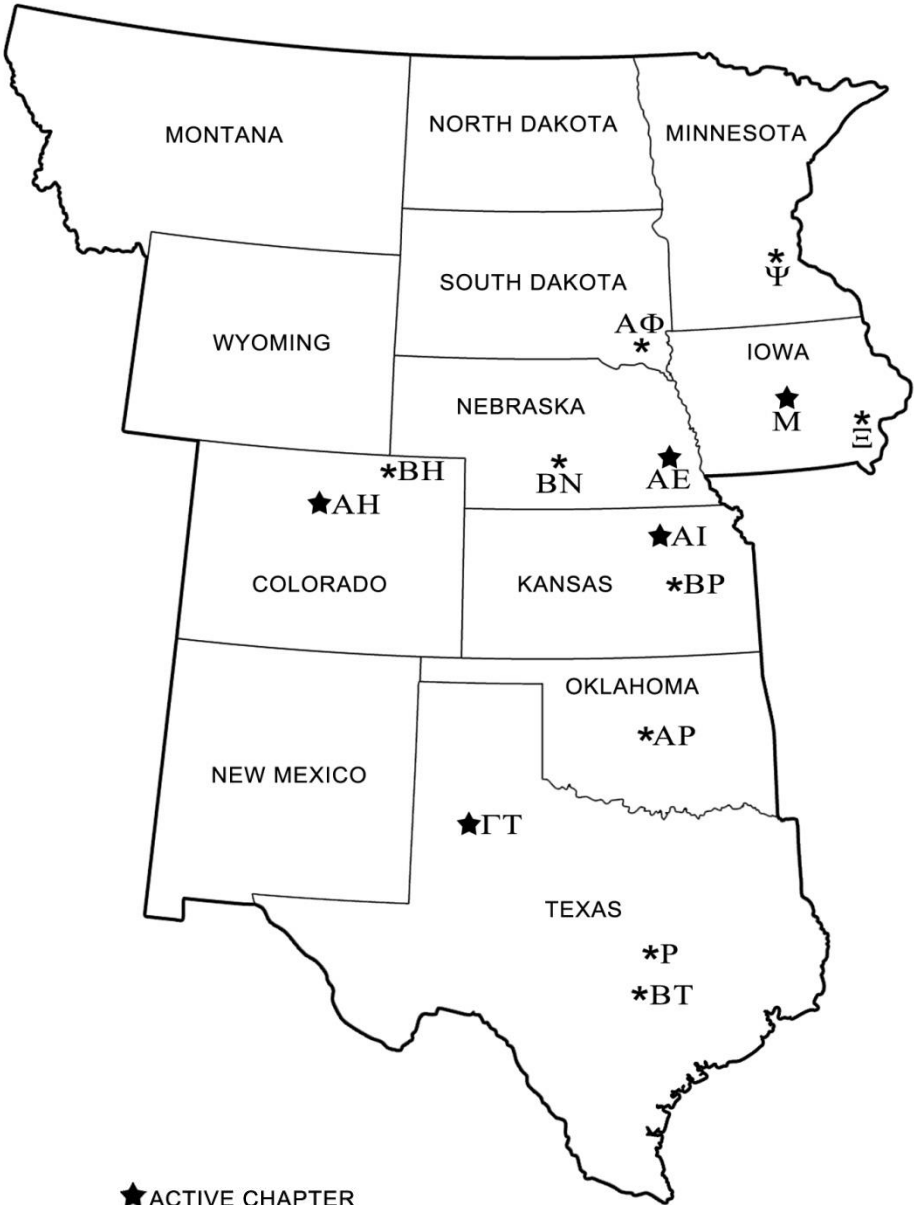 MONTANA
NORTH DAKOTA
MINNESOTA
*
Ψ
SOUTH DAKOTA
ΑΦ
*
WYOMING
IOWA
★
Μ
*
Ξ
NEBRASKA
*
ΒΝ
★
ΑΕ
*ΒΗ
★ΑΗ
COLORADO
KANSAS
★ΑΙ
*ΒΡ
OKLAHOMA
*ΑΡ
NEW MEXICO
★ΓΤ
TEXAS
*Ρ
*ΒΤ
★ACTIVE CHAPTER